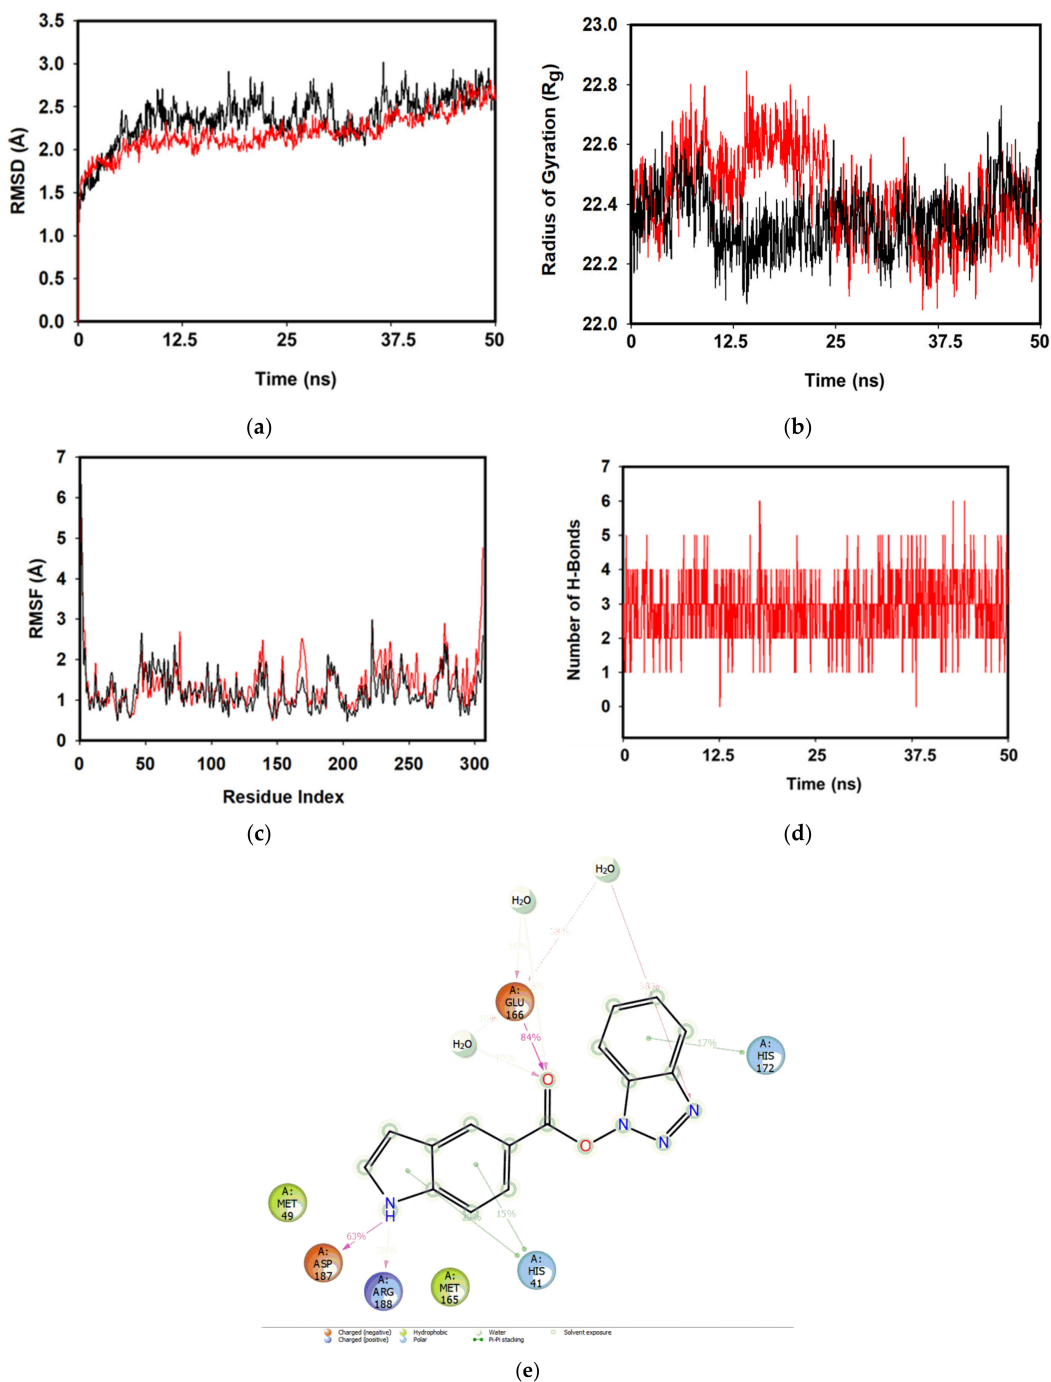 3.5
3.0
2.5
2.0
1.5
1.0
0.5
0.0
RMSD (Å)
0 12.5 25 37.5 50
Time (ns)
(a)
23.0
22.8
22.6
22.4
22.2
22.0
Radius of Gyration (Rg)
0 12.5 25 37.5 50
Time (ns)
(b)
7
6
5
4
3
2
1
0
RMSF (Å)
0 50 100 150 200 250 300
Residue Index
(c)
7
6
5
4
3
2
1
0
Number of H-Bonds
0 12.5 25 37.5 50
Time (ns)
(d)
H₂O
H₂O
A:
GLU
166
H₂O
84%
O
17%
A:
HIS
172
N
N
N
O
N
H
15%
A:
MET
49
63%
A:
ASP
187
A:
ARG
188
A:
MET
165
A:
HIS
41
Charged (negative) Hydrophobic Water Solvent exposure
Charged (positive) Polar Pi-Pi stacking
(e)